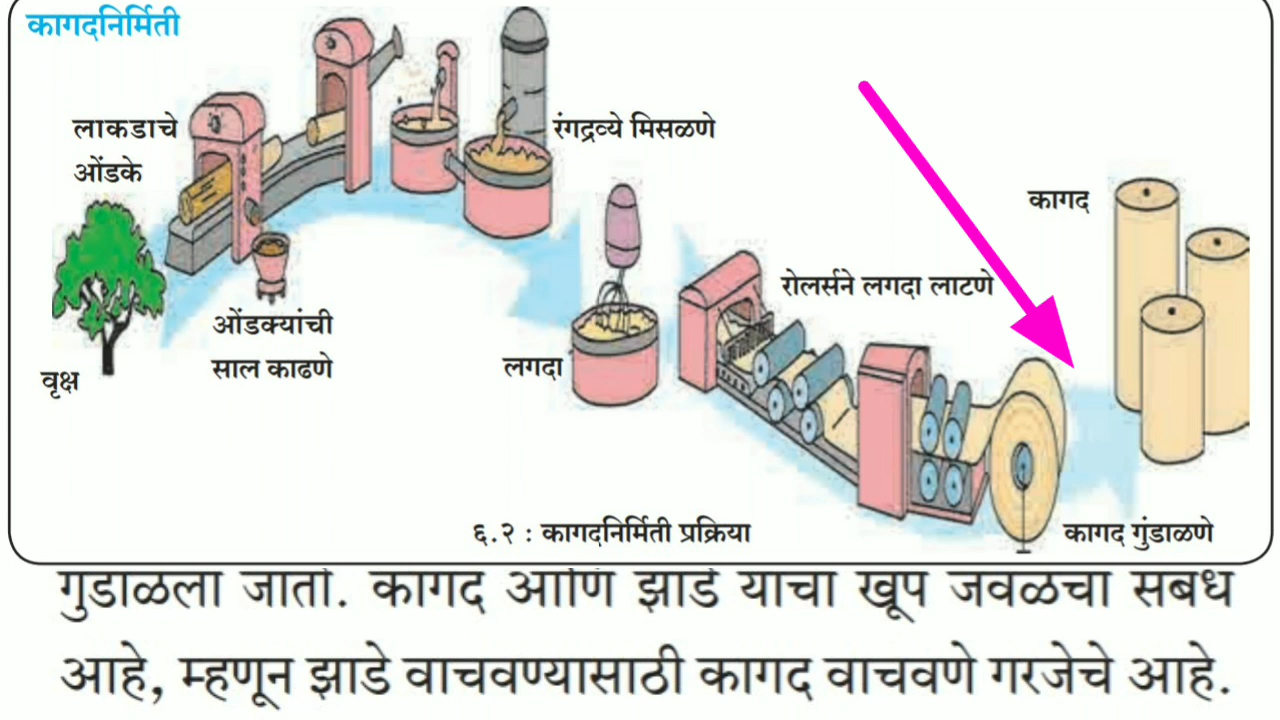 कागदनिर्मिती
लाकडाचे
ओंडके
रंगद्रव्ये मिसळणे
कागद
रोलर्सने लगदा लाटणे
ओंडक्यांची
साल काढणे
लगदा
वृक्ष
६.२ : कागदनिर्मिती प्रक्रिया
कागद गुंडाळणे
गुंडाळला जातो. कागद आणि झाडे यांचा खूप जवळचा संबंध
आहे, म्हणून झाडे वाचवण्यासाठी कागद वाचवणे गरजेचे आहे.